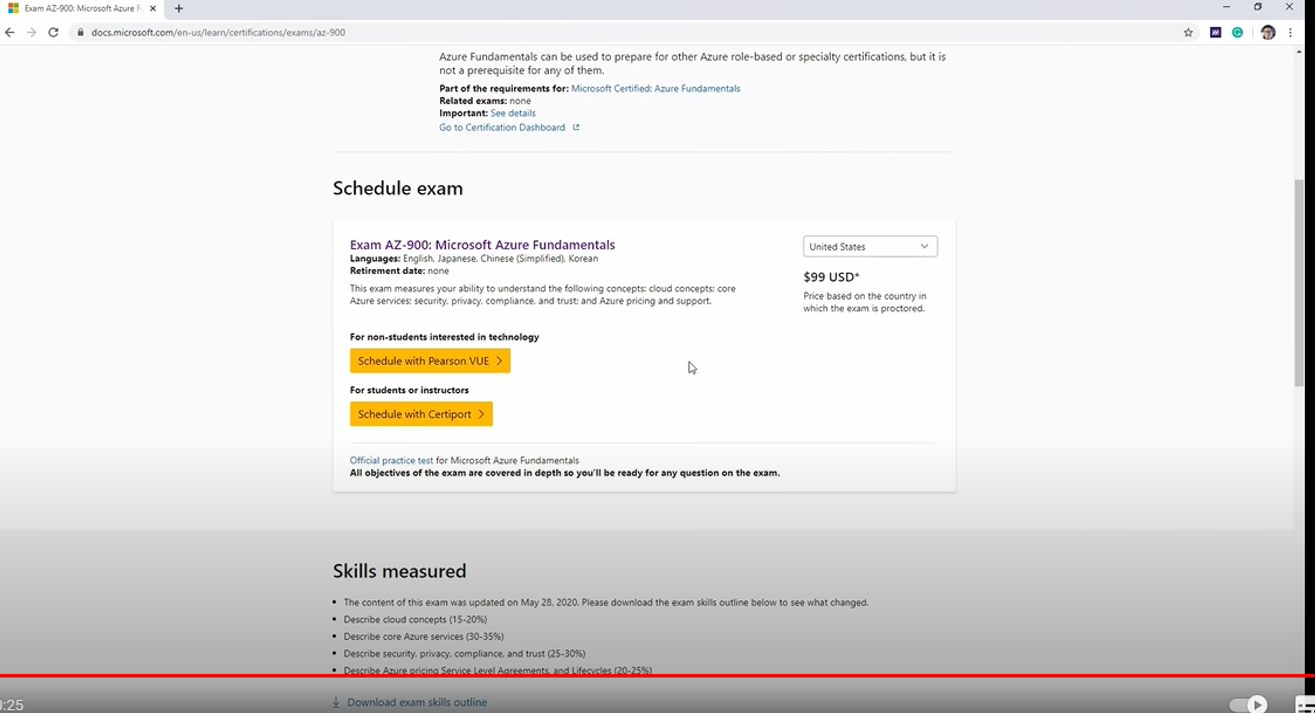 Exam AZ-900: Microsoft Azure F
docs.microsoft.com/en-us/learn/certifications/exams/az-900
Azure Fundamentals can be used to prepare for other Azure role-based or specialty certifications, but it is
not a prerequisite for any of them.
Part of the requirements for: Microsoft Certified: Azure Fundamentals
Related exams: none
Important: See details
Go to Certification Dashboard
Schedule exam
Exam AZ-900: Microsoft Azure Fundamentals
Languages: English, Japanese, Chinese (Simplified), Korean
Retirement date: none
This exam measures your ability to understand the following concepts: cloud concepts; core
Azure services; security, privacy, compliance, and trust; and Azure pricing and support.
United States
$99 USD*
Price based on the country in
which the exam is proctored.
For non-students interested in technology
Schedule with Pearson VUE
For students or instructors
Schedule with Certiport
Official practice test for Microsoft Azure Fundamentals
All objectives of the exam are covered in depth so you'll be ready for any question on the exam.
Skills measured
The content of this exam was updated on May 28, 2020. Please download the exam skills outline below to see what changed.
Describe cloud concepts (15-20%)
Describe core Azure services (30-35%)
Describe security, privacy, compliance, and trust (25-30%)
Describe Azure pricing Service Level Agreements, and Lifecycles (20-25%)
Download exam skills outline
:25